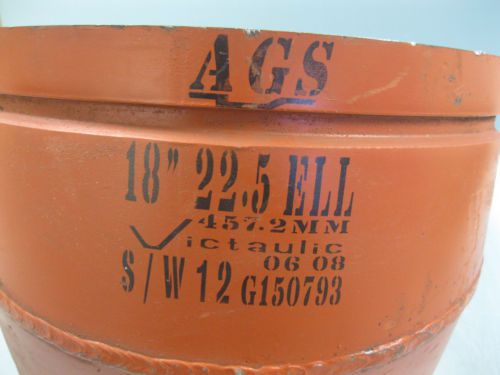 AGS
18" 22.5 ELL
457.2MM
Victaulic
06 08
S/W 12 G150793